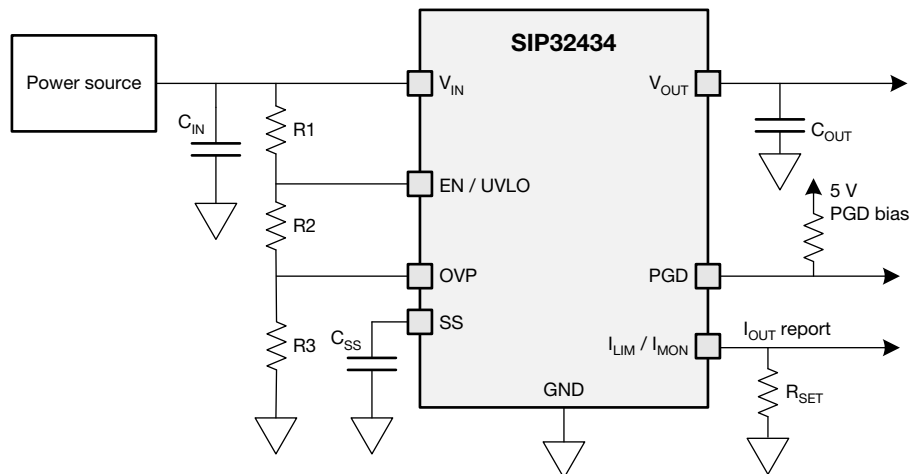 SIP32434
Power source
V_IN
V_OUT
C_IN
R1
C_OUT
EN / UVLO
5 V
PGD bias
R2
OVP
PGD
SS
C_SS
R3
I_LIM / I_MON
I_OUT report
GND
R_SET